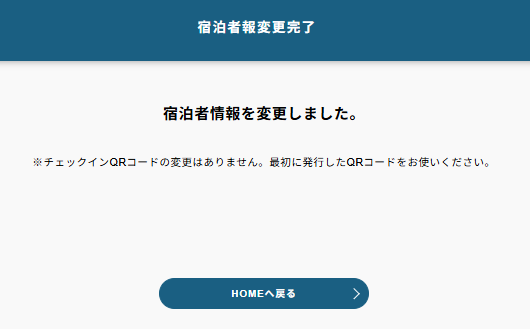 宿泊者報変更完了
宿泊者情報を変更しました。
※チェックインQRコードの変更はありません。最初に発行したQRコードをお使いください。
HOMEへ戻る